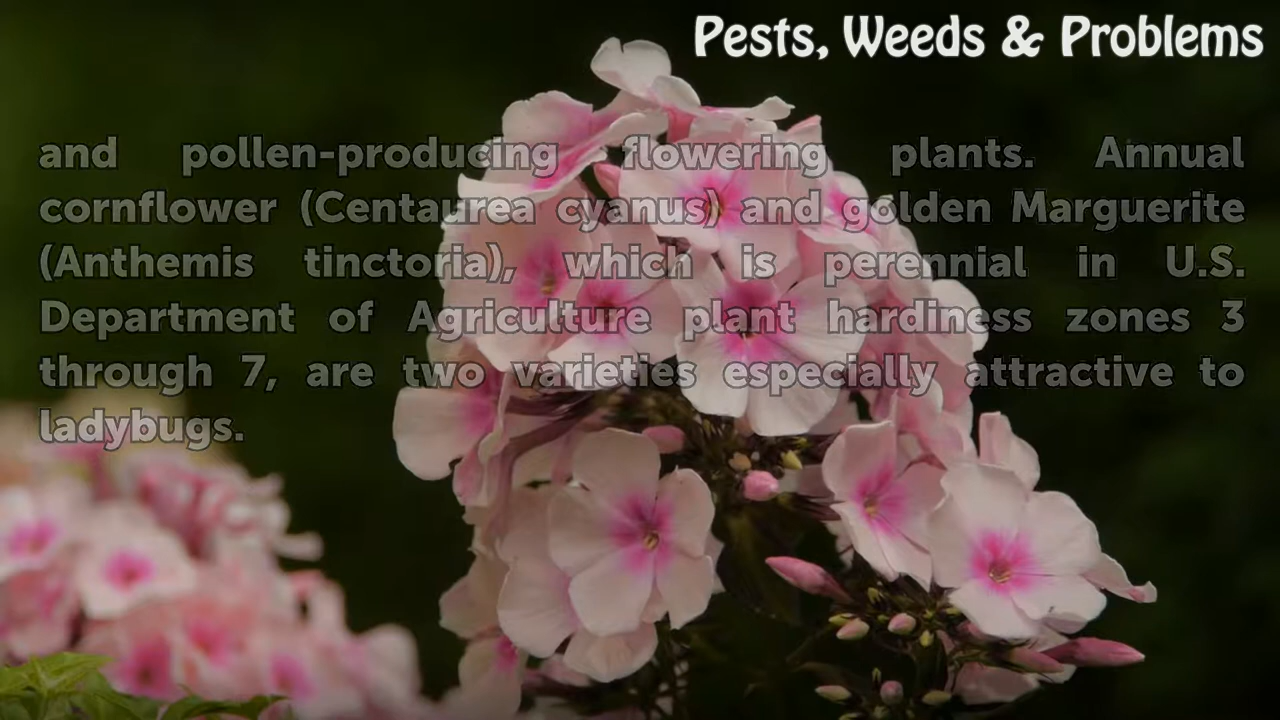 Pests, Weeds & Problems
and pollen-producing flowering plants. Annual
cornflower (Centaurea cyanus) and golden Marguerite
(Anthemis tinctoria), which is perennial in U.S.
Department of Agriculture plant hardiness zones 3
through 7, are two varieties especially attractive to
ladybugs.